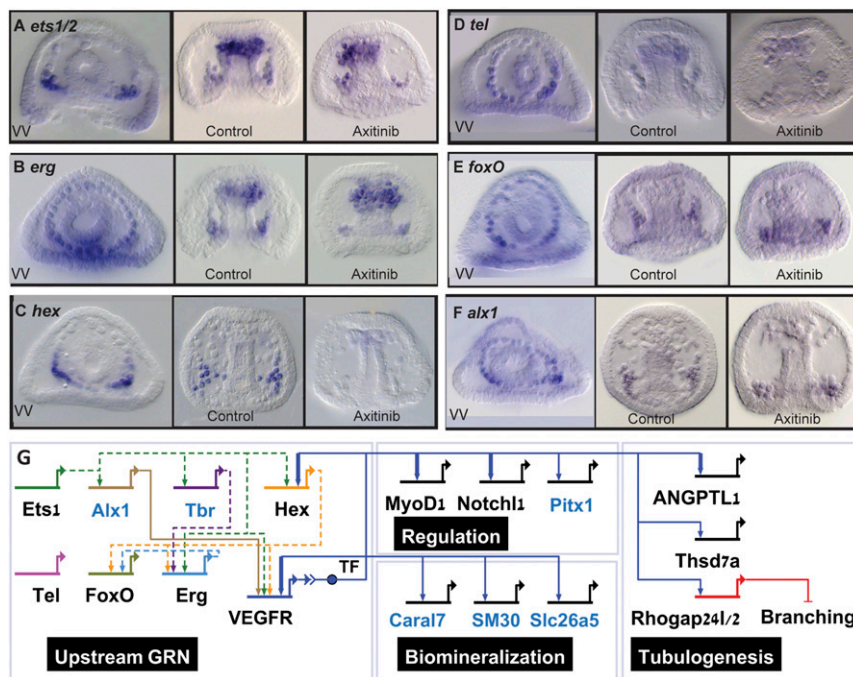 A ets1/2
VV
Control
Axitinib
D tel
VV
Control
Axitinib
B erg
VV
Control
Axitinib
E foxO
VV
Control
Axitinib
C hex
VV
Control
Axitinib
F alx1
VV
Control
Axitinib
G
Ets1 Alx1 Tbr Hex
MyoD1 Notchl1 Pitx1
ANGPTL1
Regulation
Thsd7a
Tel FoxO Erg VEGFR
TF
Caral7 SM30 Slc26a5
Rhogap24l/2 Branching
Upstream GRN
Biomineralization
Tubulogenesis